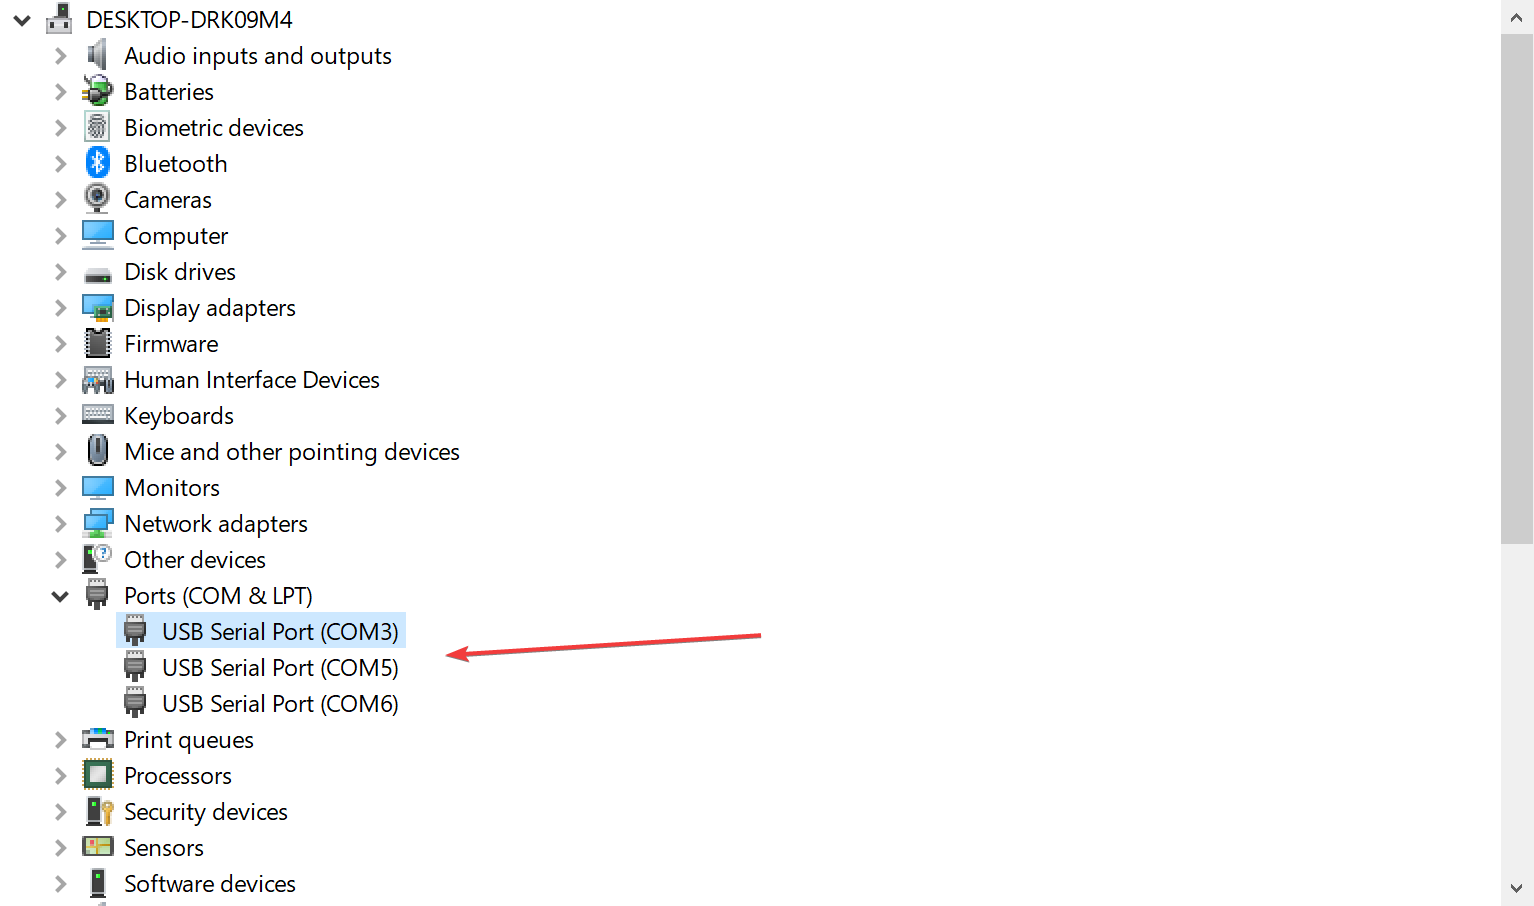 DESKTOP-DRK09M4
Audio inputs and outputs
Batteries
Biometric devices
Bluetooth
Cameras
Computer
Disk drives
Display adapters
Firmware
Human Interface Devices
Keyboards
Mice and other pointing devices
Monitors
Network adapters
Other devices
Ports (COM & LPT)
USB Serial Port (COM3)
USB Serial Port (COM5)
USB Serial Port (COM6)
Print queues
Processors
Security devices
Sensors
Software devices